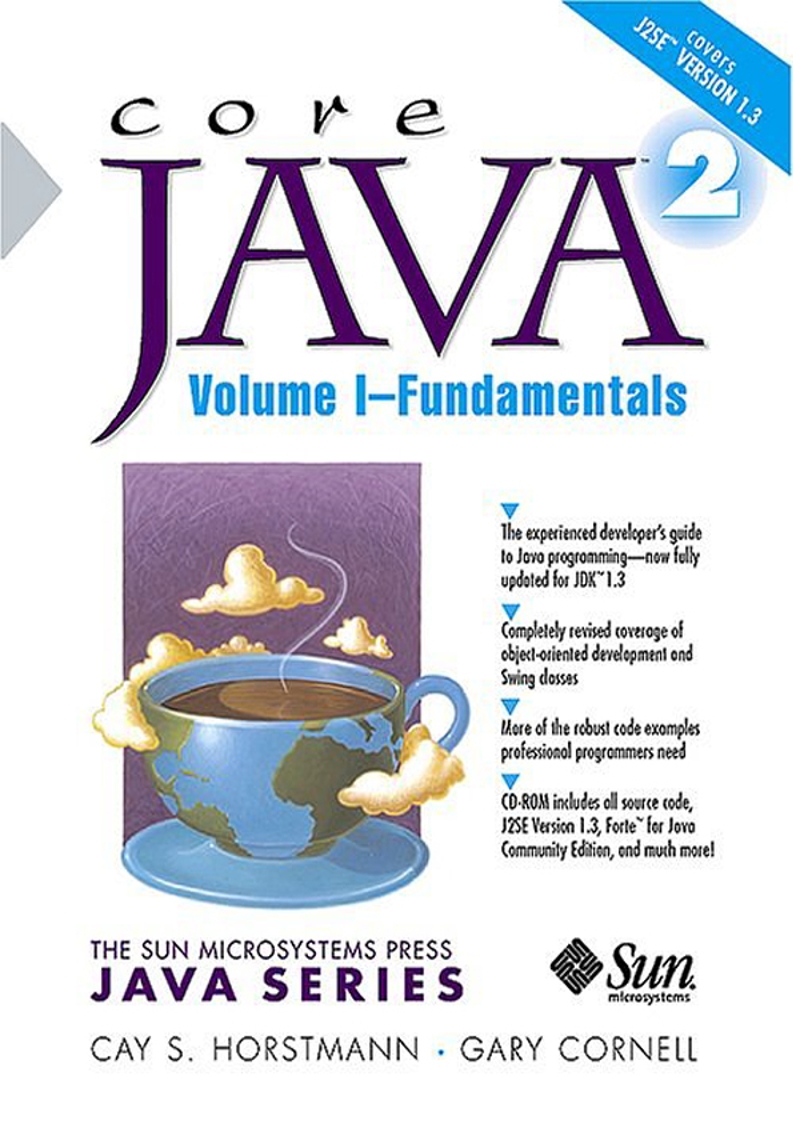 covers
J2SE™ VERSION 1.3
core
JAVA™ 2
Volume I–Fundamentals
The experienced developer's guide
to Java programming—now fully
updated for JDK™ 1.3
Completely revised coverage of
object-oriented development and
Swing classes
More of the robust code examples
professional programmers need
CD-ROM includes all source code,
J2SE Version 1.3, Forte™ for Java
Community Edition, and much more!
THE SUN MICROSYSTEMS PRESS
JAVA SERIES
Sun.
microsystems
CAY S. HORSTMANN · GARY CORNELL